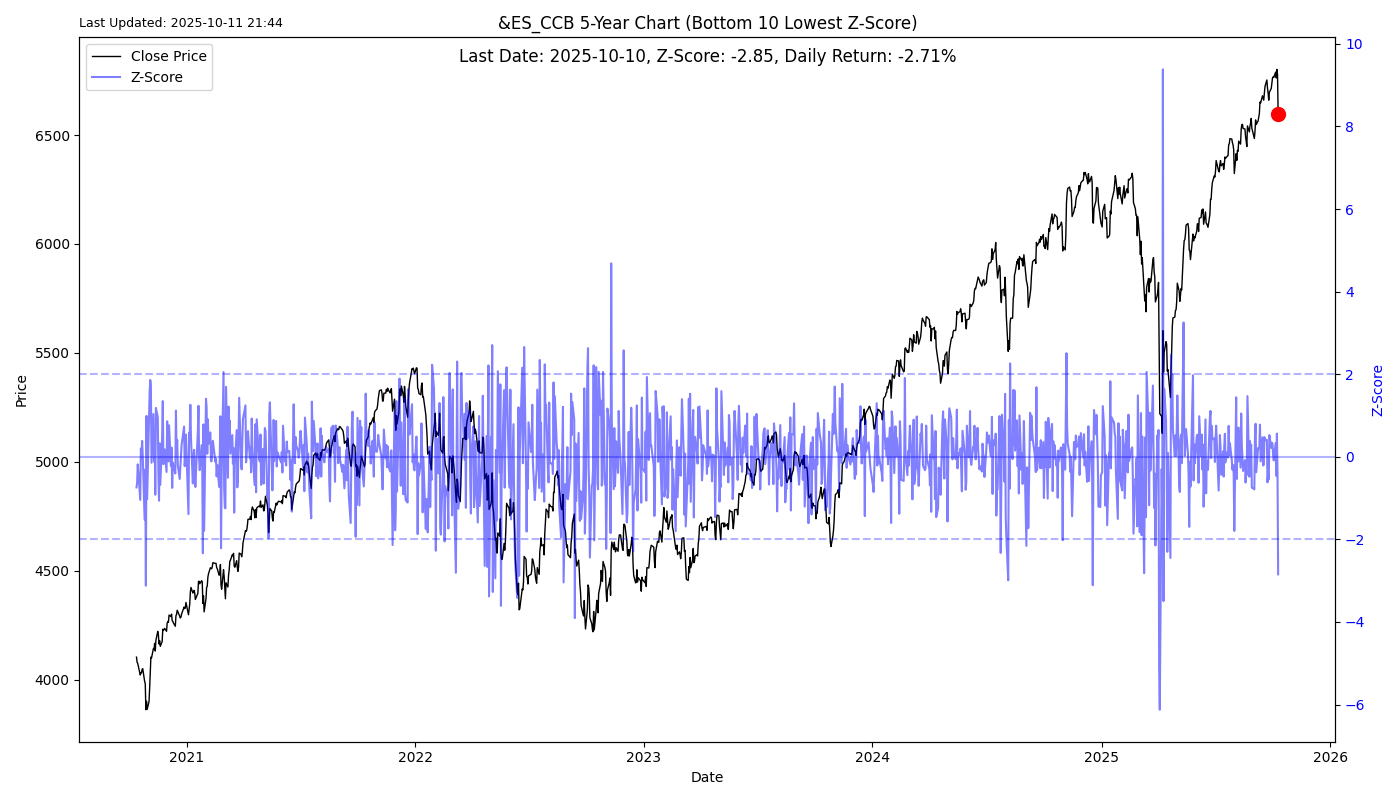 Last Updated: 2025-10-11 21:44
&ES_CCB 5-Year Chart (Bottom 10 Lowest Z-Score)
Last Date: 2025-10-10, Z-Score: -2.85, Daily Return: -2.71%
Close Price
Z-Score
Price
6500
6000
5500
5000
4500
4000
10
8
6
4
2
0
−2
−4
−6
Z-Score
2021
2022
2023
2024
2025
2026
Date